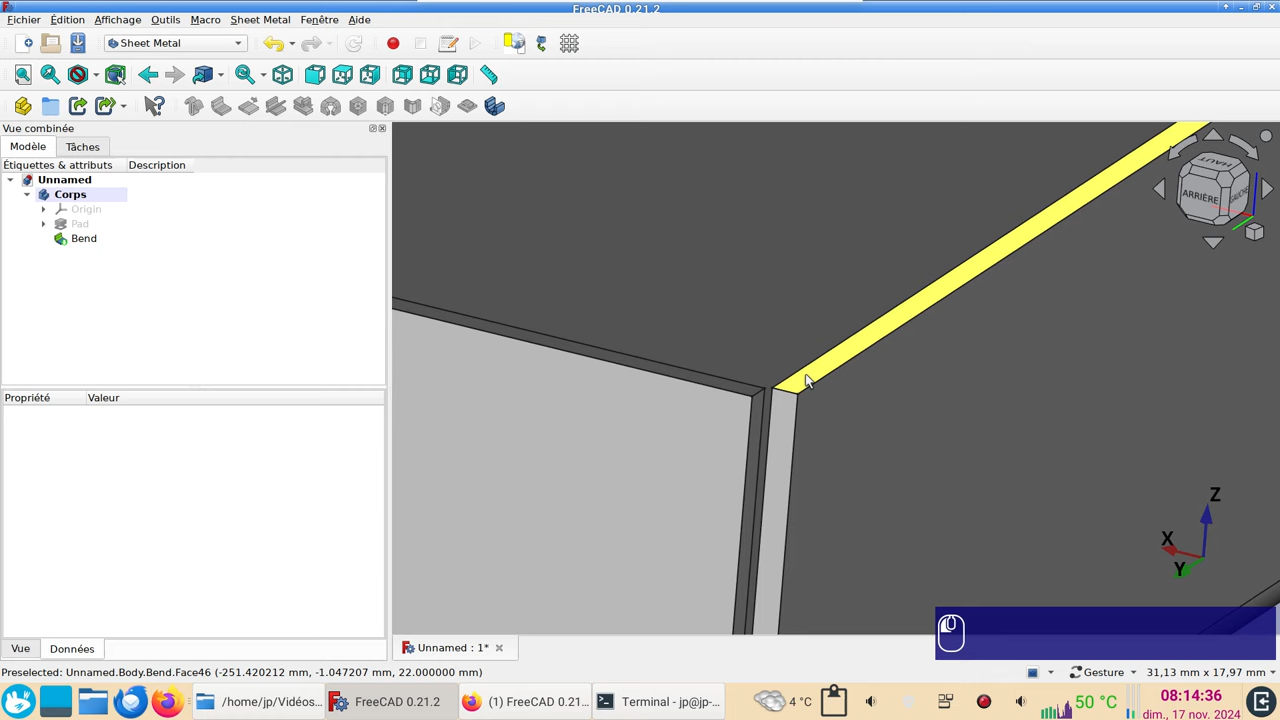 FreeCAD 0.21.2
Fichier Édition Affichage Outils Macro Sheet Metal Fenêtre Aide
Sheet Metal
Vue combinée
Modèle Tâches
Étiquettes & attributs Description
Unnamed
Corps
Origin
Pad
Bend
HAUT
ARRIÈRE
GAUCHE
Propriété Valeur
Z
X
Y
Vue Données
Unnamed : 1*
Preselected: Unnamed.Body.Bend.Face46 (-251.420212 mm, -1.047207 mm, 22.000000 mm)
Gesture
31,13 mm x 17,97 mm
/home/jp/Vidéos...
FreeCAD 0.21.2
(1) FreeCAD 0.21...
Terminal - jp@jp-...
4 °C
50 °C
08:14:36
dim., 17 nov. 2024